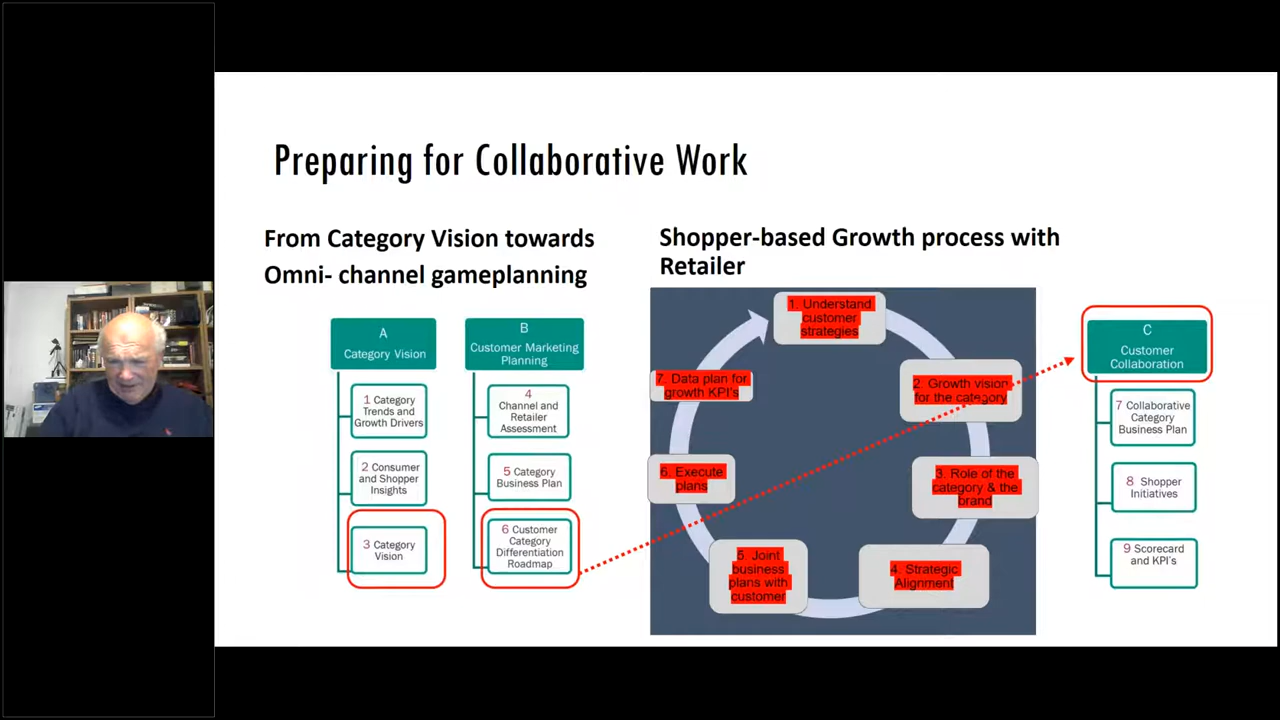 Preparing for Collaborative Work
From Category Vision towards
Omni- channel gameplanning
Shopper-based Growth process with
Retailer
A
Category Vision
1 Category
Trends and
Growth Drivers
2 Consumer
and Shopper
Insights
3 Category
Vision
B
Customer Marketing
Planning
4
Channel and
Retailer
Assessment
5 Category
Business Plan
6 Customer
Category
Differentiation
Roadmap
1. Understand
customer
strategies
2. Growth vision
for the category
3. Role of the
category & the
brand
4. Strategic
Alignment
5. Joint
business
plans with
customer
6. Execute
plans
7. Data plan for
growth KPI's
C
Customer
Collaboration
7 Collaborative
Category
Business Plan
8 Shopper
Initiatives
9 Scorecard
and KPI's